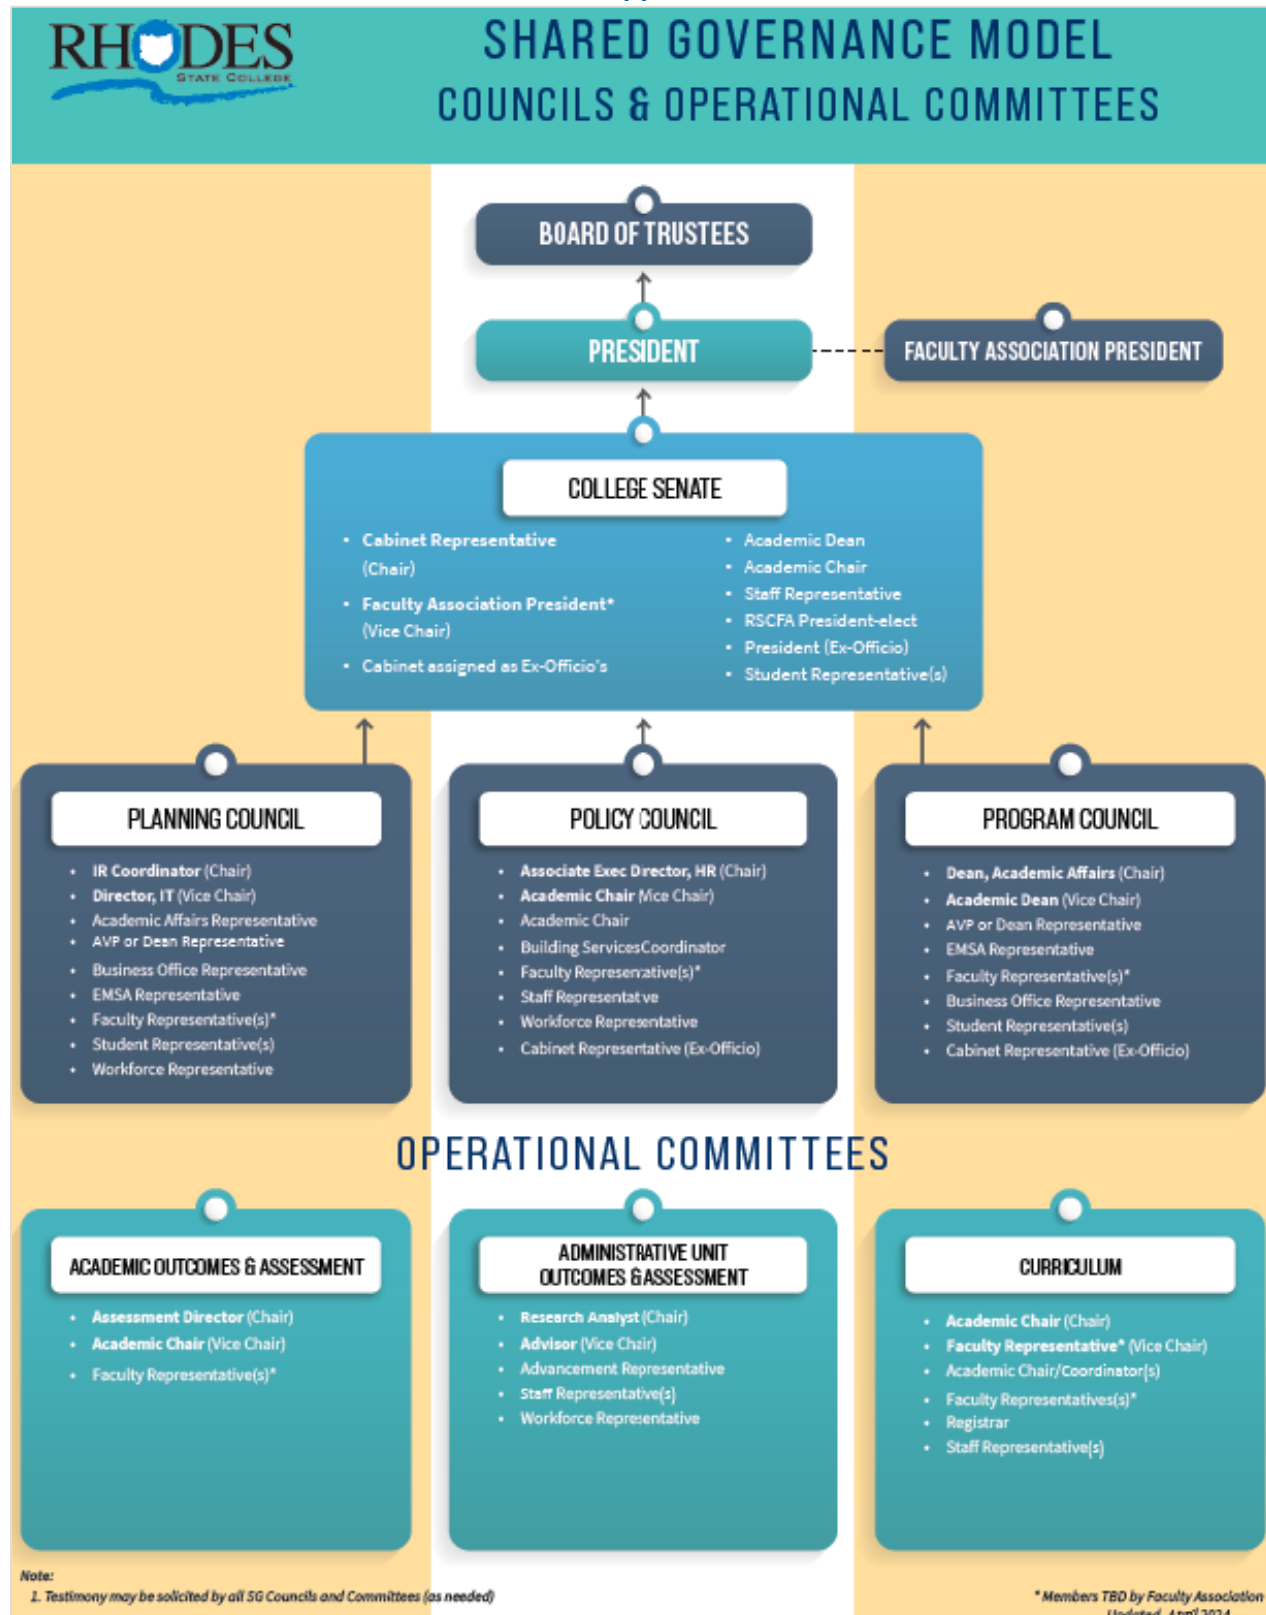 RHODES
STATE COLLEGE
SHARED GOVERNANCE MODEL
COUNCILS & OPERATIONAL COMMITTEES
BOARD OF TRUSTEES
PRESIDENT
FACULTY ASSOCIATION PRESIDENT
COLLEGE SENATE
• Cabinet Representative
(Chair)
• Faculty Association President*
(Vice Chair)
• Cabinet assigned as Ex-Officio's
• Academic Dean
• Academic Chair
• Staff Representative
• RSCFA President-elect
• President (Ex-Officio)
• Student Representative(s)
PLANNING COUNCIL
• IR Coordinator (Chair)
• Director, IT (Vice Chair)
• Academic Affairs Representative
• AVP or Dean Representative
• Business Office Representative
• EMSA Representative
• Faculty Representative(s)*
• Student Representative(s)
• Workforce Representative
POLICY COUNCIL
• Associate Exec Director, HR (Chair)
• Academic Chair (Vice Chair)
• Academic Chair
• Building Services Coordinator
• Faculty Representative(s)*
• Staff Representative
• Workforce Representative
• Cabinet Representative (Ex-Officio)
PROGRAM COUNCIL
• Dean, Academic Affairs (Chair)
• Academic Dean (Vice Chair)
• AVP or Dean Representative
• EMSA Representative
• Faculty Representative(s)*
• Business Office Representative
• Student Representative(s)
• Cabinet Representative (Ex-Officio)
OPERATIONAL COMMITTEES
ACADEMIC OUTCOMES & ASSESSMENT
• Assessment Director (Chair)
• Academic Chair (Vice Chair)
• Faculty Representative(s)*
ADMINISTRATIVE UNIT
OUTCOMES & ASSESSMENT
• Research Analyst (Chair)
• Advisor (Vice Chair)
• Advancement Representative
• Staff Representative(s)
• Workforce Representative
CURRICULUM
• Academic Chair (Chair)
• Faculty Representative* (Vice Chair)
• Academic Chair/Coordinator(s)
• Faculty Representatives(s)*
• Registrar
• Staff Representative(s)
Note:
1. Testimony may be solicited by all SG Councils and Committees (as needed)
* Members TBD by Faculty Association
Updated, April 2024